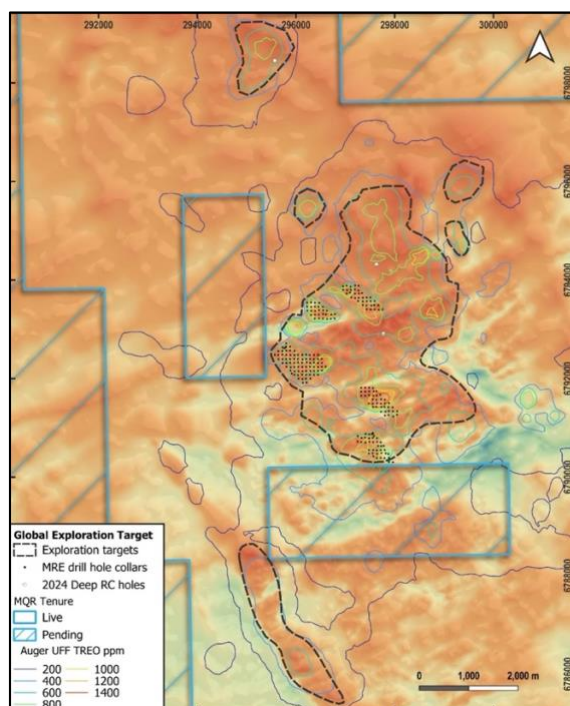 292000
294000
296000
298000
300000
6798000
6796000
6794000
6792000
6790000
6788000
6786000
Global Exploration Target
Exploration targets
MRE drill hole collars
2024 Deep RC holes
MQR Tenure
Live
Pending
Auger UFF TREO ppm
200 1000
400 1200
600 1400
800
0 1,000 2,000 m